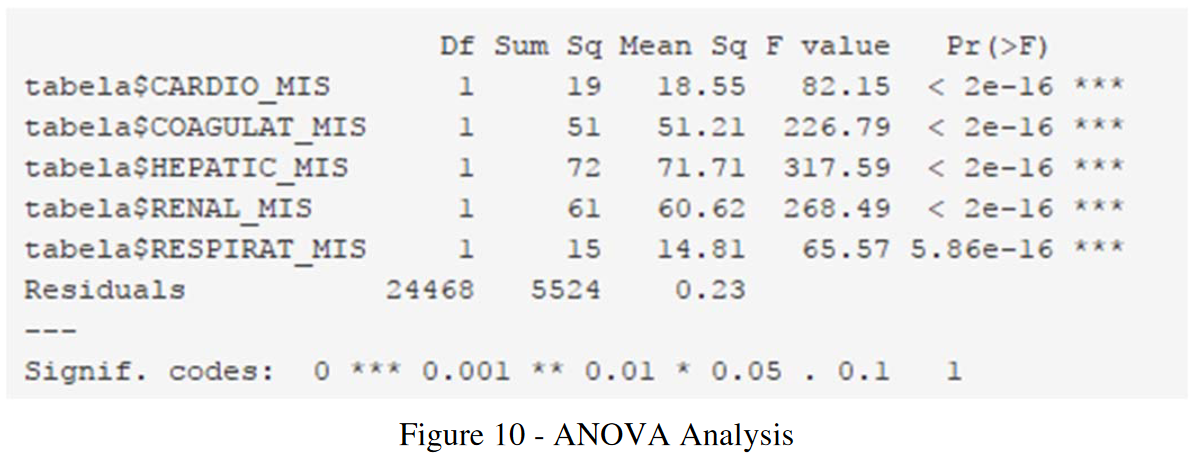 Df Sum Sq Mean Sq F value Pr(>F)
tabela$CARDIO_MIS 1 19 18.55 82.15 < 2e-16 ***
tabela$COAGULAT_MIS 1 51 51.21 226.79 < 2e-16 ***
tabela$HEPATIC_MIS 1 72 71.71 317.59 < 2e-16 ***
tabela$RENAL_MIS 1 61 60.62 268.49 < 2e-16 ***
tabela$RESPIRAT_MIS 1 15 14.81 65.57 5.86e-16 ***
Residuals 24468 5524 0.23
---
Signif. codes: 0 *** 0.001 ** 0.01 * 0.05 . 0.1 1
Figure 10 - ANOVA Analysis